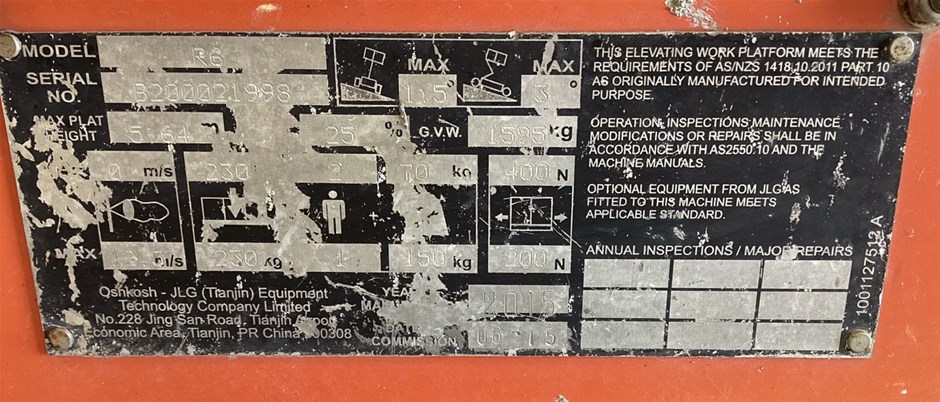 MODEL R6
SERIAL NO. B200021998
MAX PLAT HEIGHT 5.64 m 25 % G.V.W. 1595 kg
MAX 1.5° MAX 3°
0 m/s 230 2 70 kg 400 N
MAX m/s 230 kg 1 150 kg 200 N
Oshkosh - JLG (Tianjin) Equipment
Technology Company Limited
No.228 Jing San Road, Tianjin Airport
Economic Area, Tianjin, PR China, 300308
YEAR 2015
DATE
COMMISSION 06-15
THIS ELEVATING WORK PLATFORM MEETS THE
REQUIREMENTS OF AS/NZS 1418.10.2011 PART 10
AS ORIGINALLY MANUFACTURED FOR INTENDED
PURPOSE.
OPERATION, INSPECTIONS MAINTENANCE
MODIFICATIONS OR REPAIRS SHALL BE IN
ACCORDANCE WITH AS2550.10 AND THE
MACHINE MANUALS.
OPTIONAL EQUIPMENT FROM JLG AS
FITTED TO THIS MACHINE MEETS
APPLICABLE STANDARD.
ANNUAL INSPECTIONS / MAJOR REPAIRS
1001127512 A